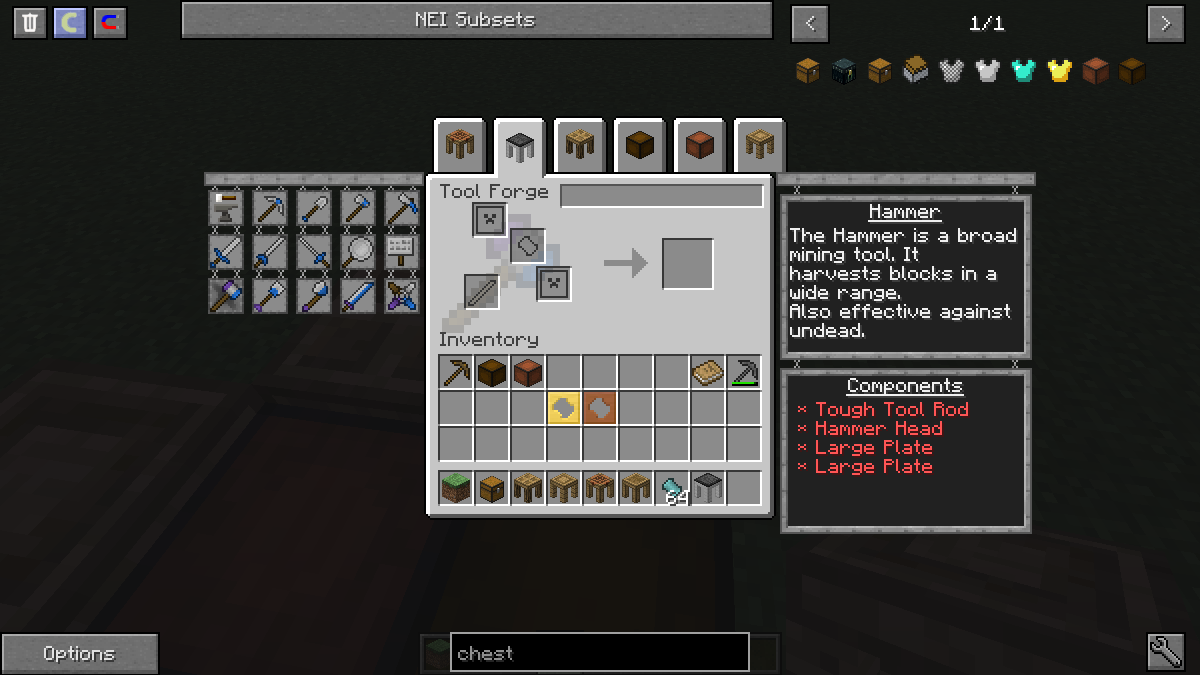 NEI Subsets
1/1
Tool Forge
Inventory
64
Hammer
The Hammer is a broad
mining tool. It
harvests blocks in a
wide range.
Also effective against
undead.
Components
× Tough Tool Rod
× Hammer Head
× Large Plate
× Large Plate
Options
chest